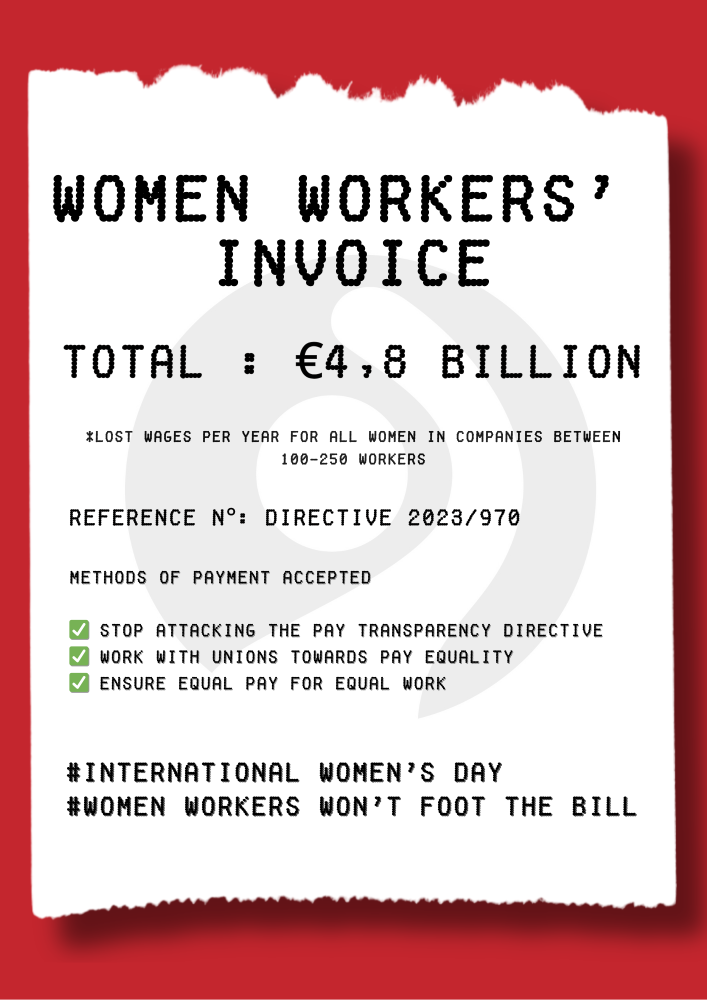 WOMEN WORKERS’
INVOICE
TOTAL : €4,8 BILLION
*LOST WAGES PER YEAR FOR ALL WOMEN IN COMPANIES BETWEEN
100-250 WORKERS
REFERENCE N°: DIRECTIVE 2023/970
METHODS OF PAYMENT ACCEPTED
✅ STOP ATTACKING THE PAY TRANSPARENCY DIRECTIVE
✅ WORK WITH UNIONS TOWARDS PAY EQUALITY
✅ ENSURE EQUAL PAY FOR EQUAL WORK
#INTERNATIONAL WOMEN’S DAY
#WOMEN WORKERS WON’T FOOT THE BILL